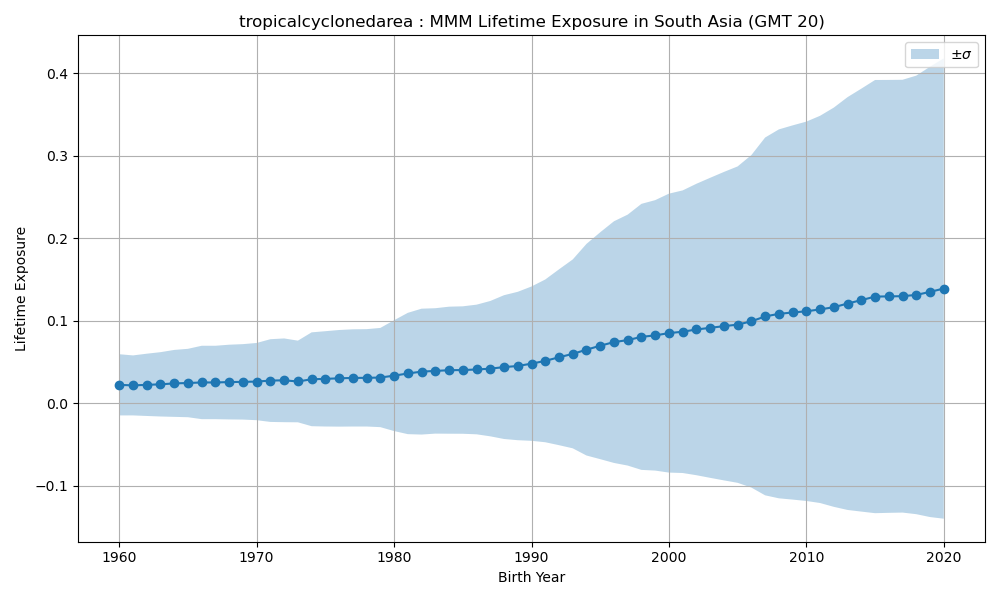 tropicalcyclonedarea : MMM Lifetime Exposure in South Asia (GMT 20)
±σ
Lifetime Exposure
0.4
0.3
0.2
0.1
0.0
−0.1
1960 1970 1980 1990 2000 2010 2020
Birth Year